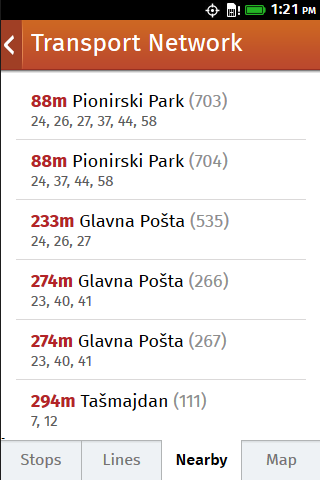 1:21 PM
Transport Network
88m Pionirski Park (703)
24, 26, 27, 37, 44, 58
88m Pionirski Park (704)
24, 37, 44, 58
233m Glavna Pošta (535)
24, 26, 27
274m Glavna Pošta (266)
23, 40, 41
274m Glavna Pošta (267)
23, 40, 41
294m Tašmajdan (111)
7, 12
Stops Lines Nearby Map